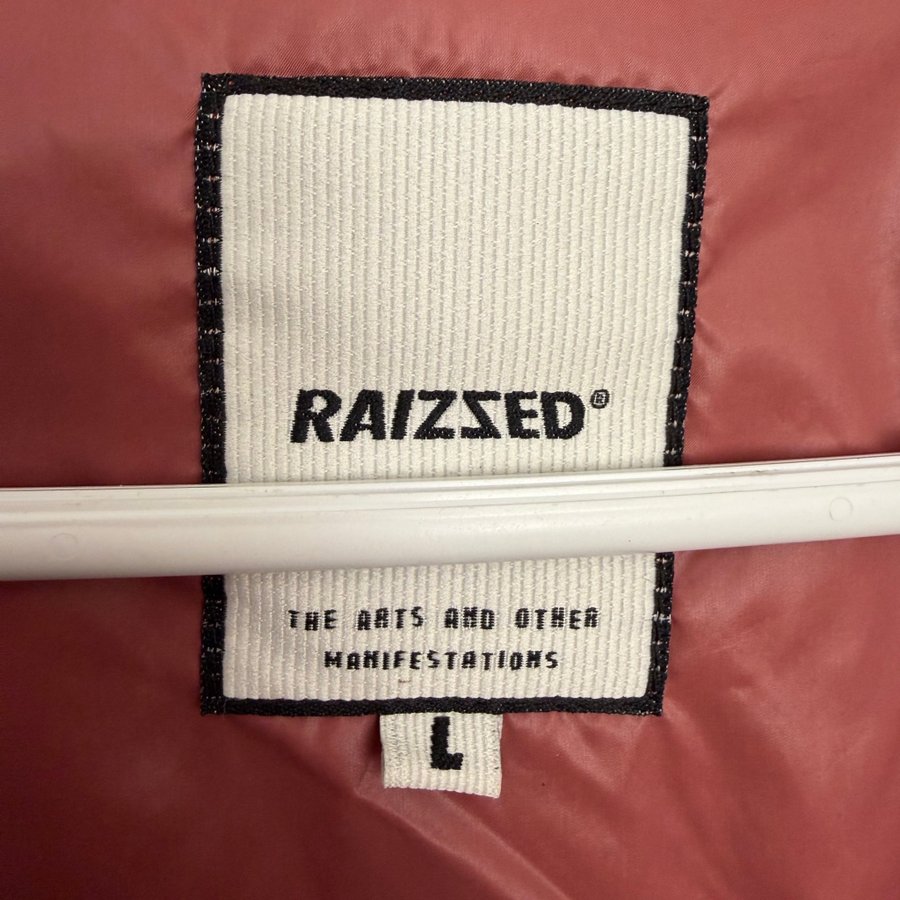 RAIZZED®
THE ARTS AND OTHER
MANIFESTATIONS
L